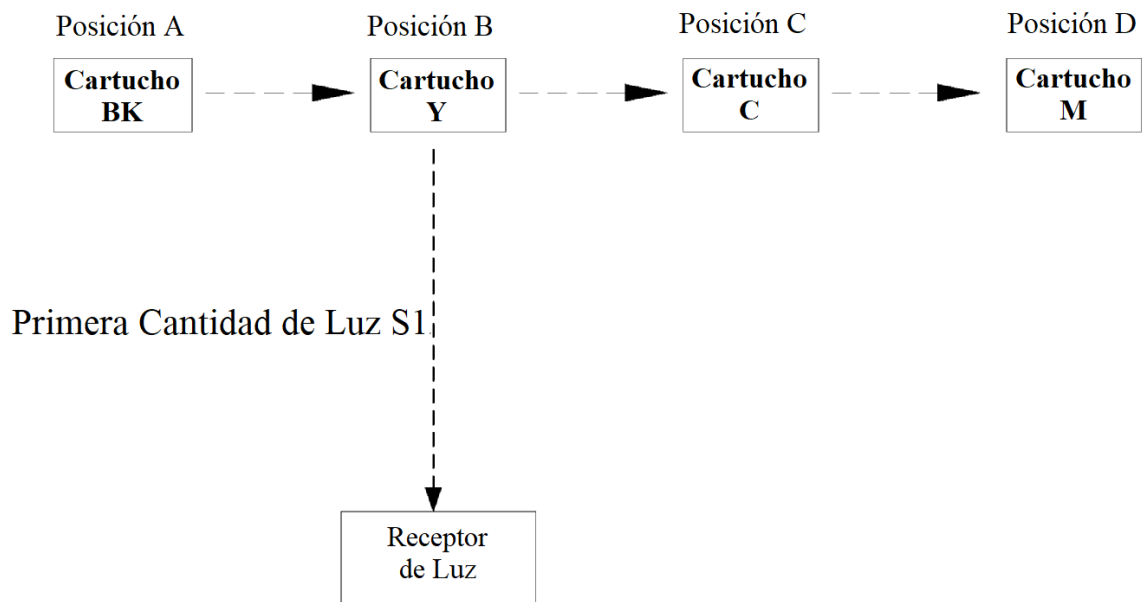 Posición A
Posición B
Posición C
Posición D
Cartucho
BK
Cartucho
Y
Cartucho
C
Cartucho
M
Primera Cantidad de Luz S1
Receptor
de Luz